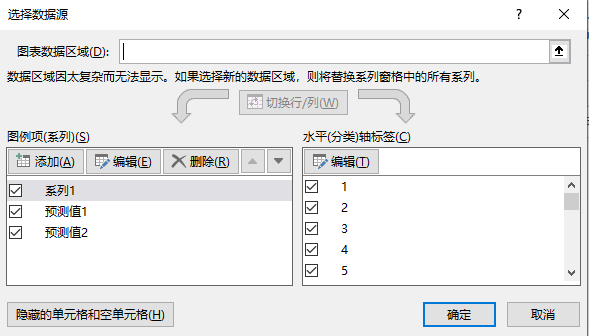 选择数据源
?
图表数据区域(D):
数据区域因太复杂而无法显示。如果选择新的数据区域，则将替换系列窗格中的所有系列。
切换行/列(W)
图例项(系列)(S)
添加(A) 编辑(E) 删除(R)
系列1
预测值1
预测值2
水平(分类)轴标签(C)
编辑(T)
1
2
3
4
5
隐藏的单元格和空单元格(H)
确定 取消